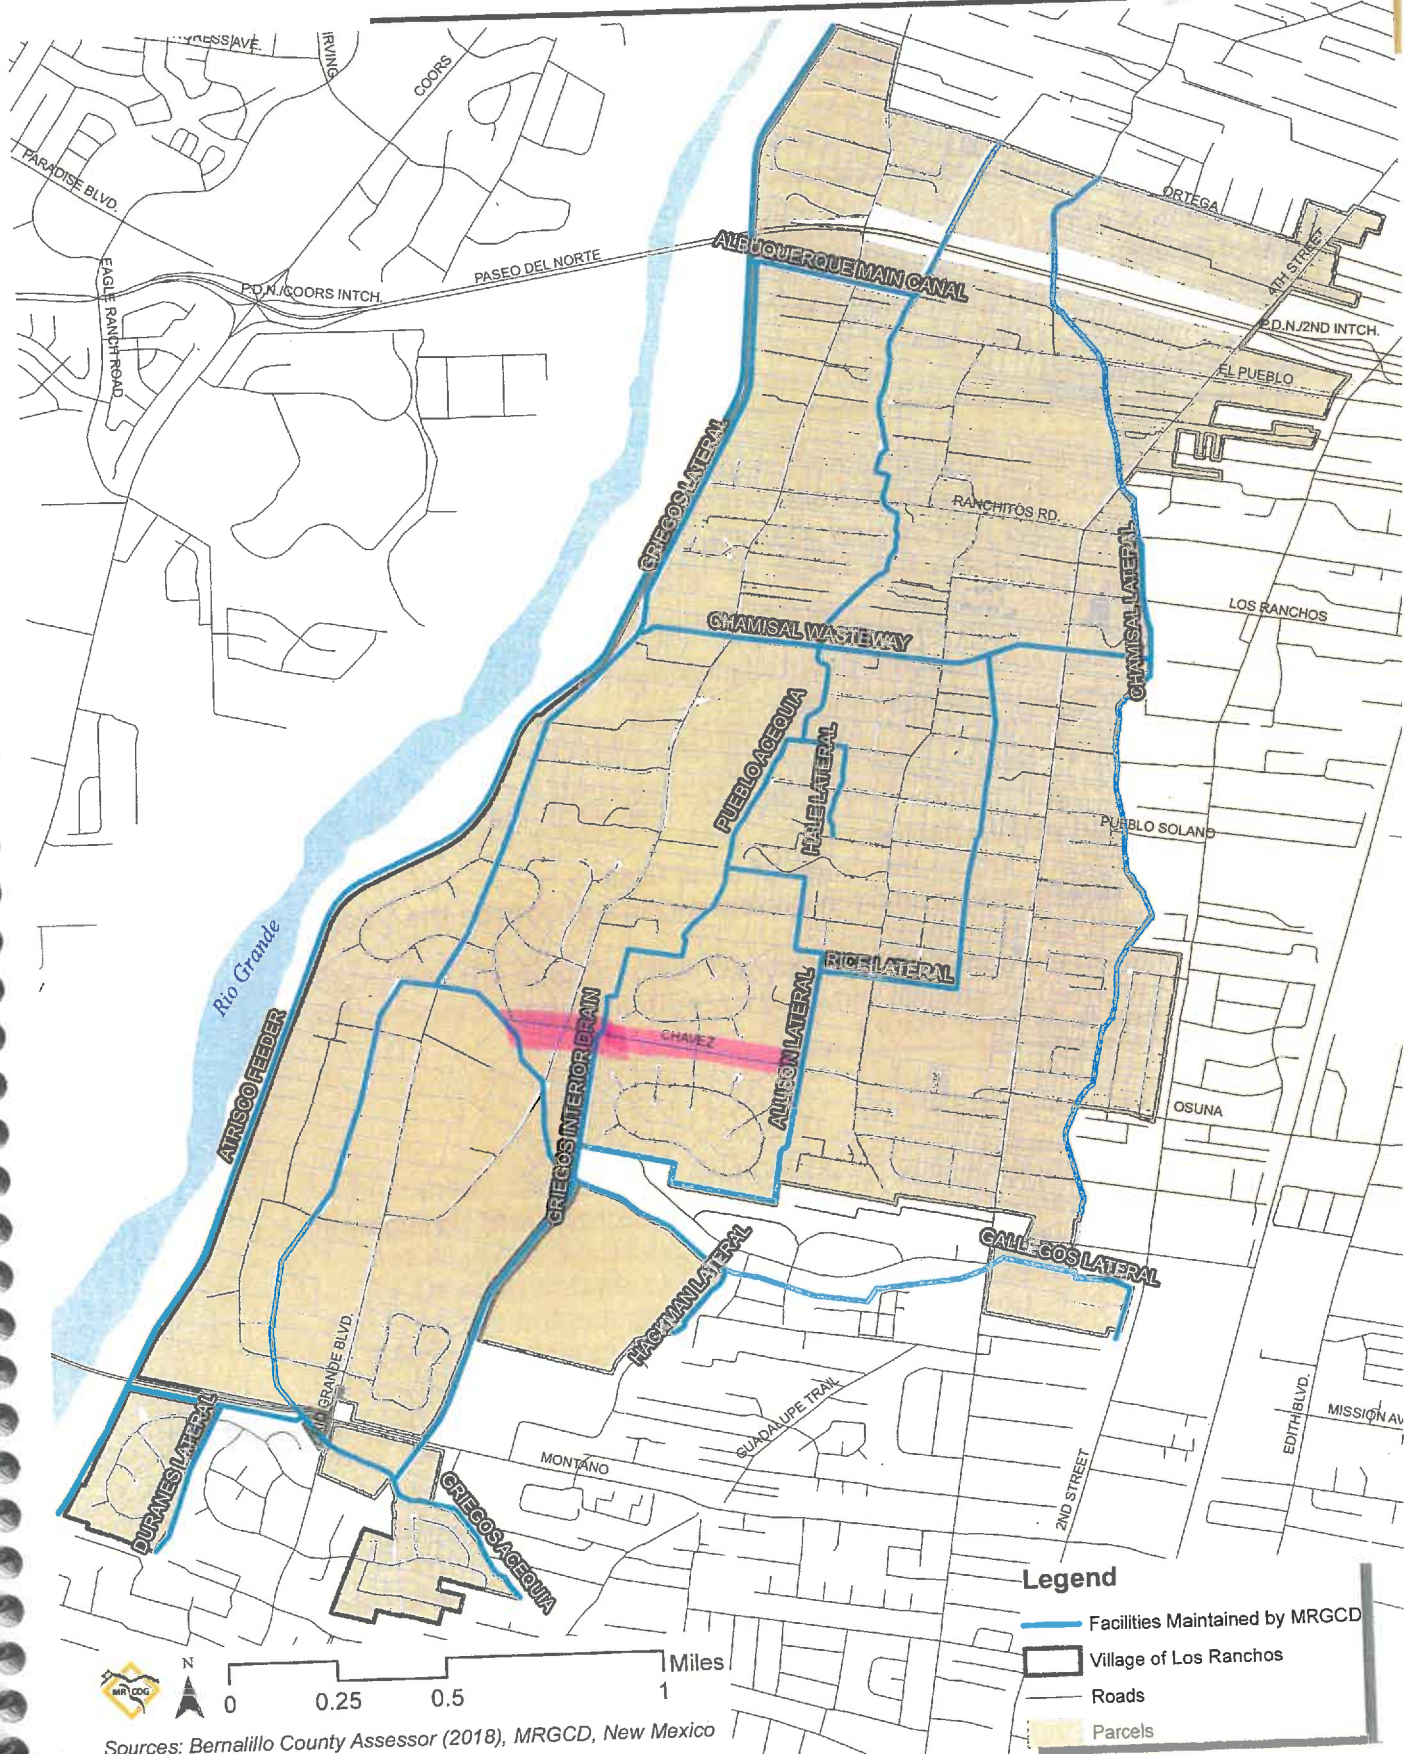 IRVING
COORS
PARADISE BLVD.
EAGLE RANCH ROAD
P.D.N./COORS INTCH.
PASEO DEL NORTE
ORTEGA
4TH STREET
ALBUQUERQUE MAIN CANAL
P.D.N./2ND INTCH.
EL PUEBLO
GRIEGOS LATERAL
RANCHITOS RD.
CHAMISAL LATERAL
LOS RANCHOS
CHAMISAL WASTEWAY
PUEBLO ACEQUIA
HALE LATERAL
PUEBLO SOLANO
Rio Grande
RICE LATERAL
GRIEGOS INTERIOR DRAIN
CHAVEZ
ALLISON LATERAL
ATRISCO FEEDER
OSUNA
HACKMAN LATERAL
GALLEGOS LATERAL
RIO GRANDE BLVD.
DURANES LATERAL
GUADALUPE TRAIL
MONTANO
GRIEGOS ACEQUIA
2ND STREET
EDITH BLVD.
MISSION AV
Legend
Facilities Maintained by MRGCD
Village of Los Ranchos
Roads
Parcels
MR COG
N
Miles
0 0.25 0.5 1
Sources: Bernalillo County Assessor (2018), MRGCD, New Mexico